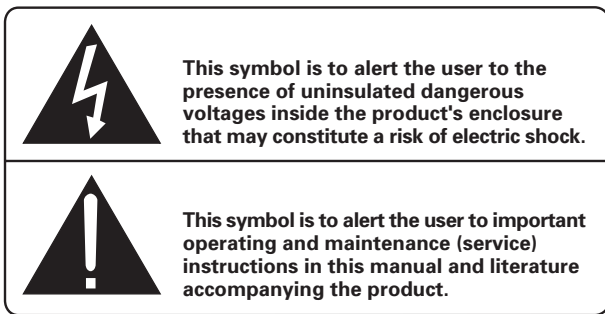 This symbol is to alert the user to the
presence of uninsulated dangerous
voltages inside the product's enclosure
that may constitute a risk of electric shock.
This symbol is to alert the user to important
operating and maintenance (service)
instructions in this manual and literature
accompanying the product.